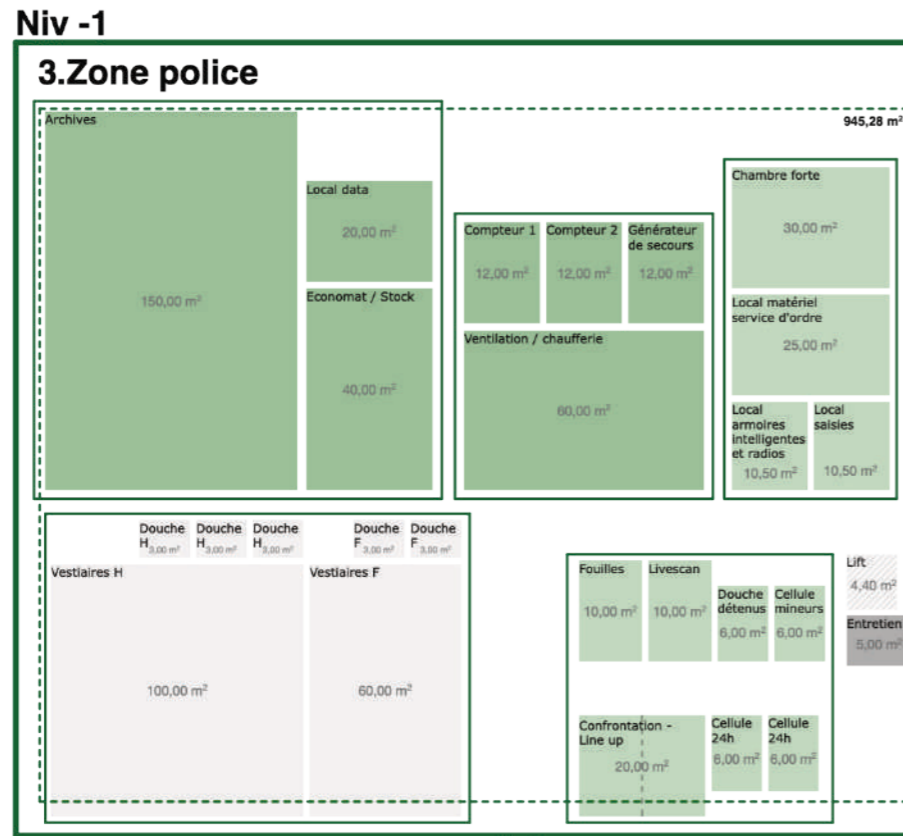 Niv -1
3.Zone police
945,28 m²
Archives
150,00 m²
Local data
20,00 m²
Economat / Stock
40,00 m²
Compteur 1
12,00 m²
Compteur 2
12,00 m²
Générateur
de secours
12,00 m²
Ventilation / chaufferie
60,00 m²
Chambre forte
30,00 m²
Local matériel
service d'ordre
25,00 m²
Local
armoires
intelligentes
et radios
10,50 m²
Local
saisies
10,50 m²
Douche
H
3,00 m²
Douche
H
3,00 m²
Douche
H
3,00 m²
Douche
F
3,00 m²
Douche
F
3,00 m²
Vestiaires H
100,00 m²
Vestiaires F
60,00 m²
Fouilles
10,00 m²
Livescan
10,00 m²
Douche
détenus
6,00 m²
Cellule
mineurs
6,00 m²
Confrontation -
Line up
20,00 m²
Cellule
24h
6,00 m²
Cellule
24h
6,00 m²
Lift
4,40 m²
Entretien
5,00 m²